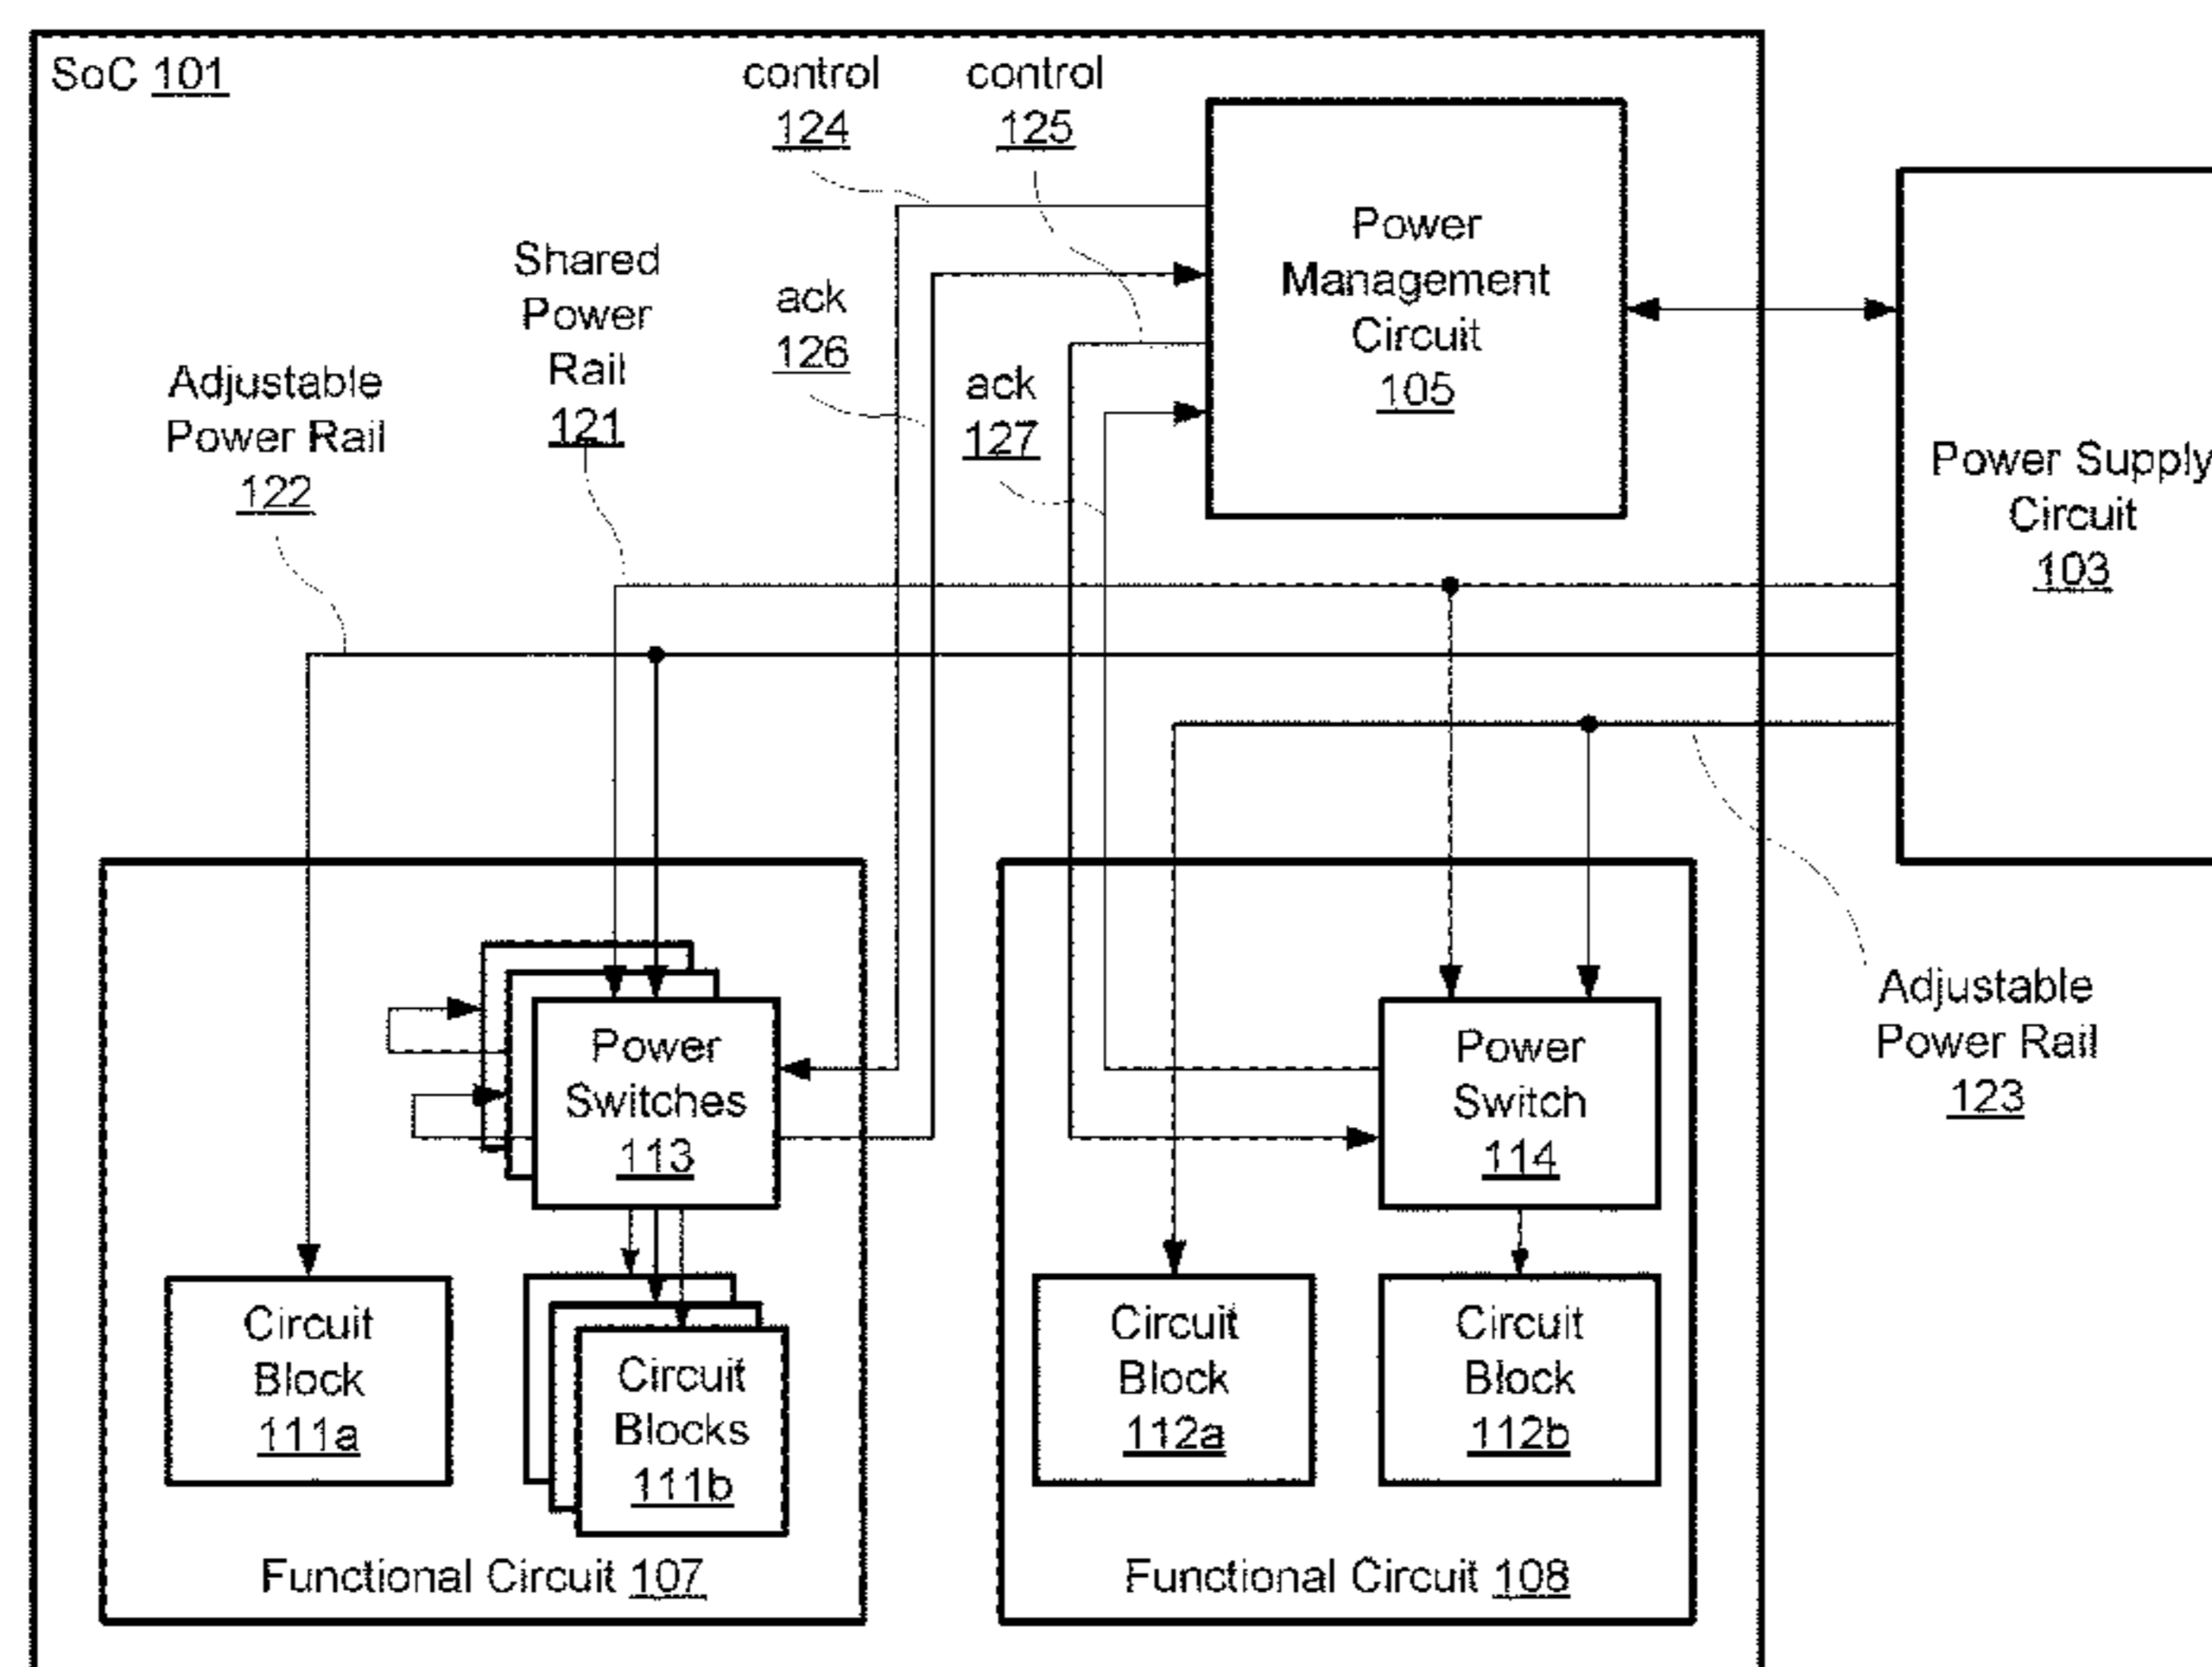 SoC 101
control
124
control
125
Power
Management
Circuit
105
Shared
Power
Rail
121
ack
126
ack
127
Adjustable
Power Rail
122
Power Supply
Circuit
103
Adjustable
Power Rail
123
Power
Switches
113
Power
Switch
114
Circuit
Block
111a
Circuit
Blocks
111b
Circuit
Block
112a
Circuit
Block
112b
Functional Circuit 107
Functional Circuit 108